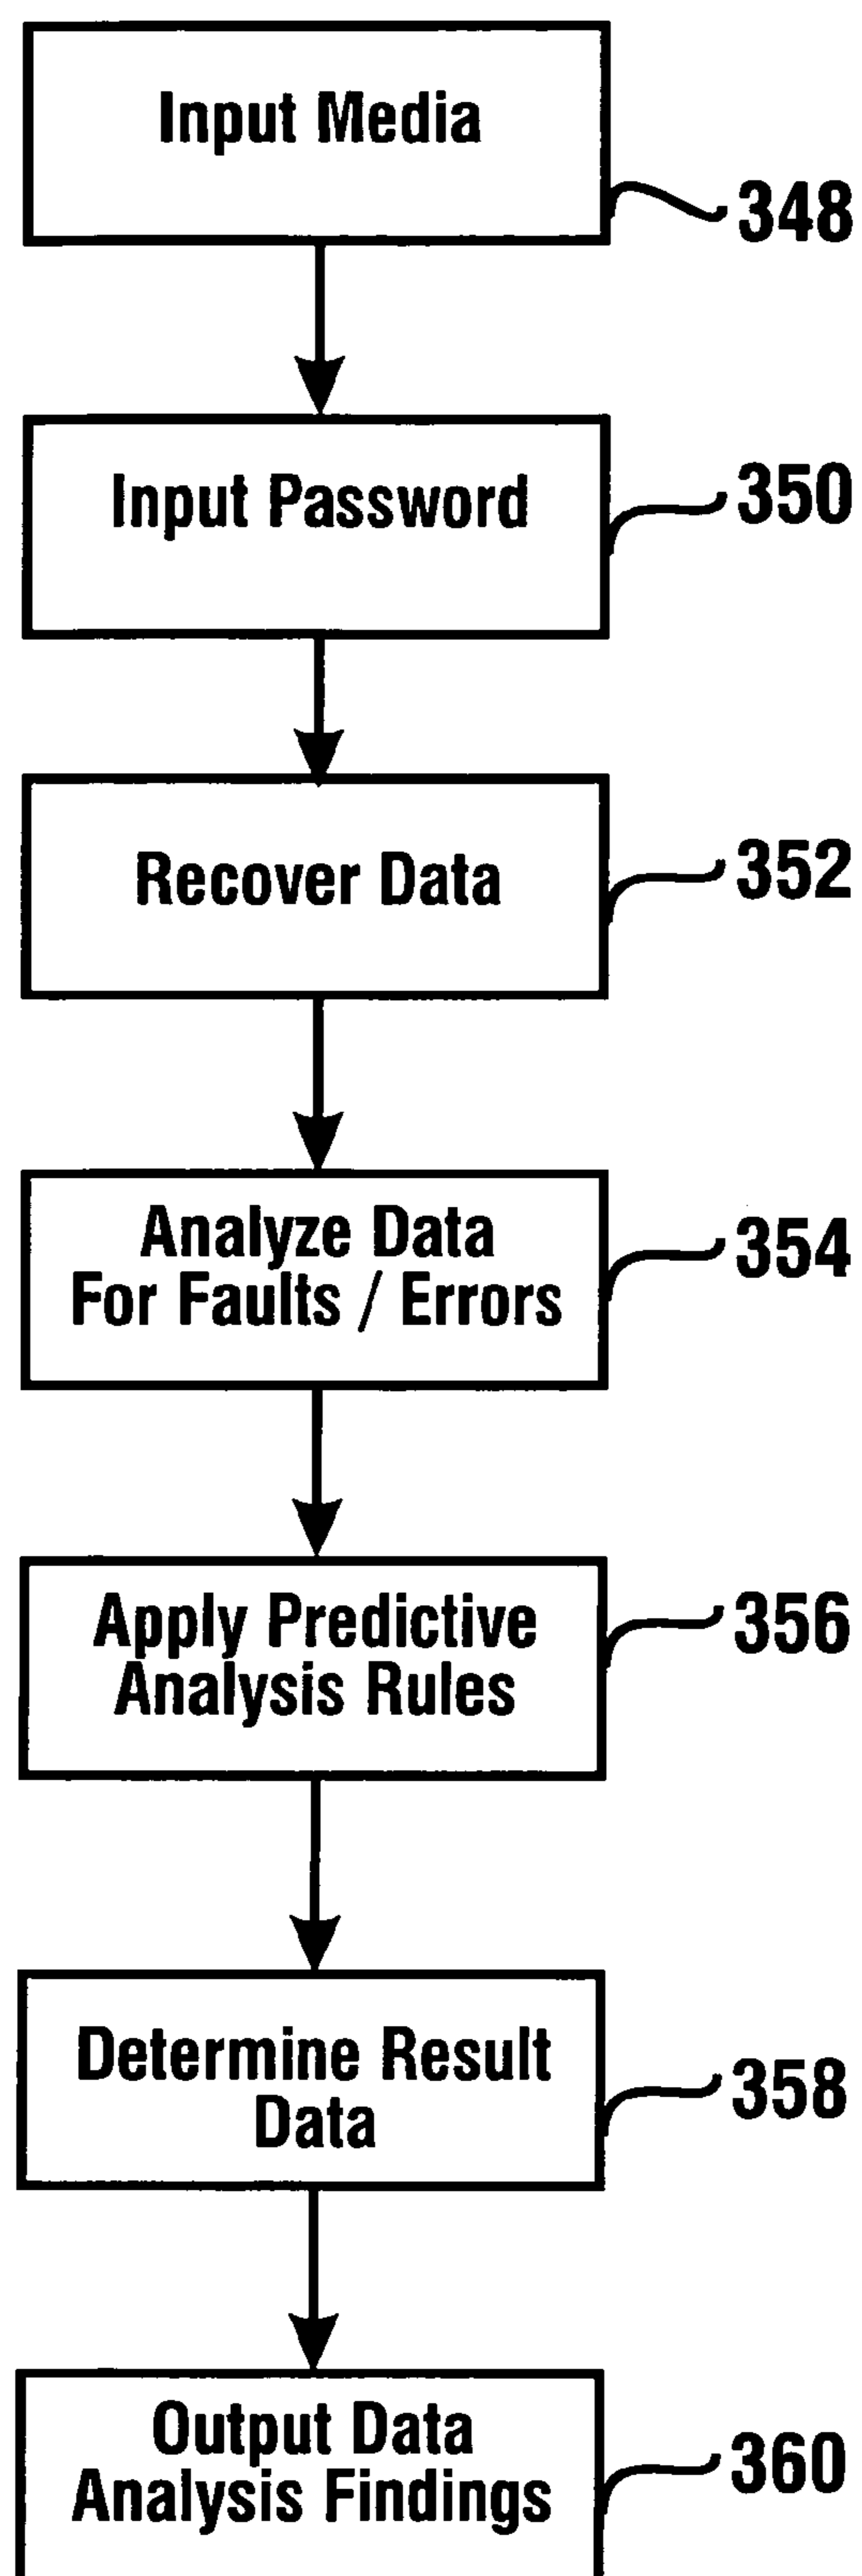 Input Media
348
Input Password
350
Recover Data
352
Analyze Data
For Faults / Errors
354
Apply Predictive
Analysis Rules
356
Determine Result
Data
358
Output Data
Analysis Findings
360